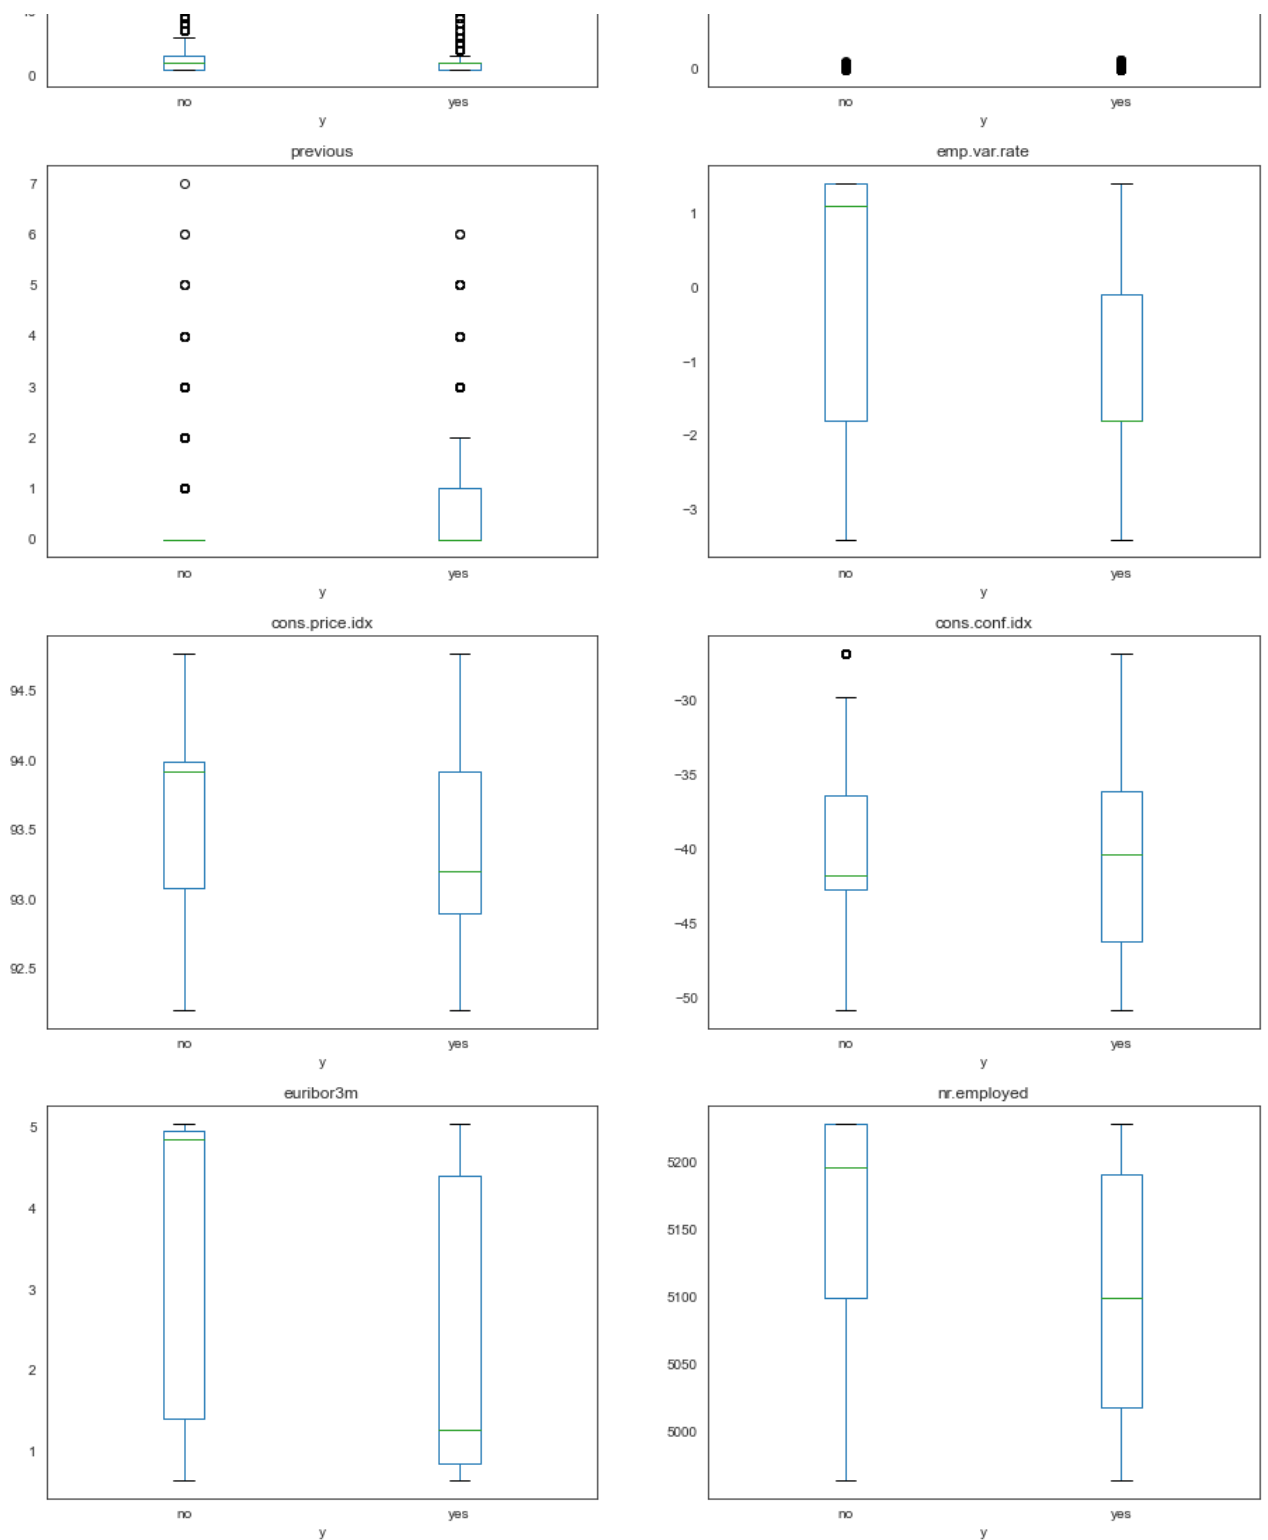 0
no
yes
y
0
no
yes
y
previous
7
6
5
4
3
2
1
0
no
yes
y
emp.var.rate
1
0
−1
−2
−3
no
yes
y
cons.price.idx
94.5
94.0
93.5
93.0
92.5
no
yes
y
cons.conf.idx
−30
−35
−40
−45
−50
no
yes
y
euribor3m
5
4
3
2
1
no
yes
y
nr.employed
5200
5150
5100
5050
5000
no
yes
y